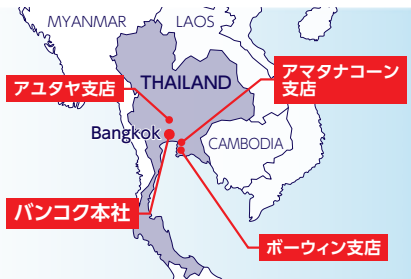 MYANMAR
LAOS
THAILAND
アユタヤ支店
アマタナコーン
支店
Bangkok
CAMBODIA
バンコク本社
ボーウィン支店